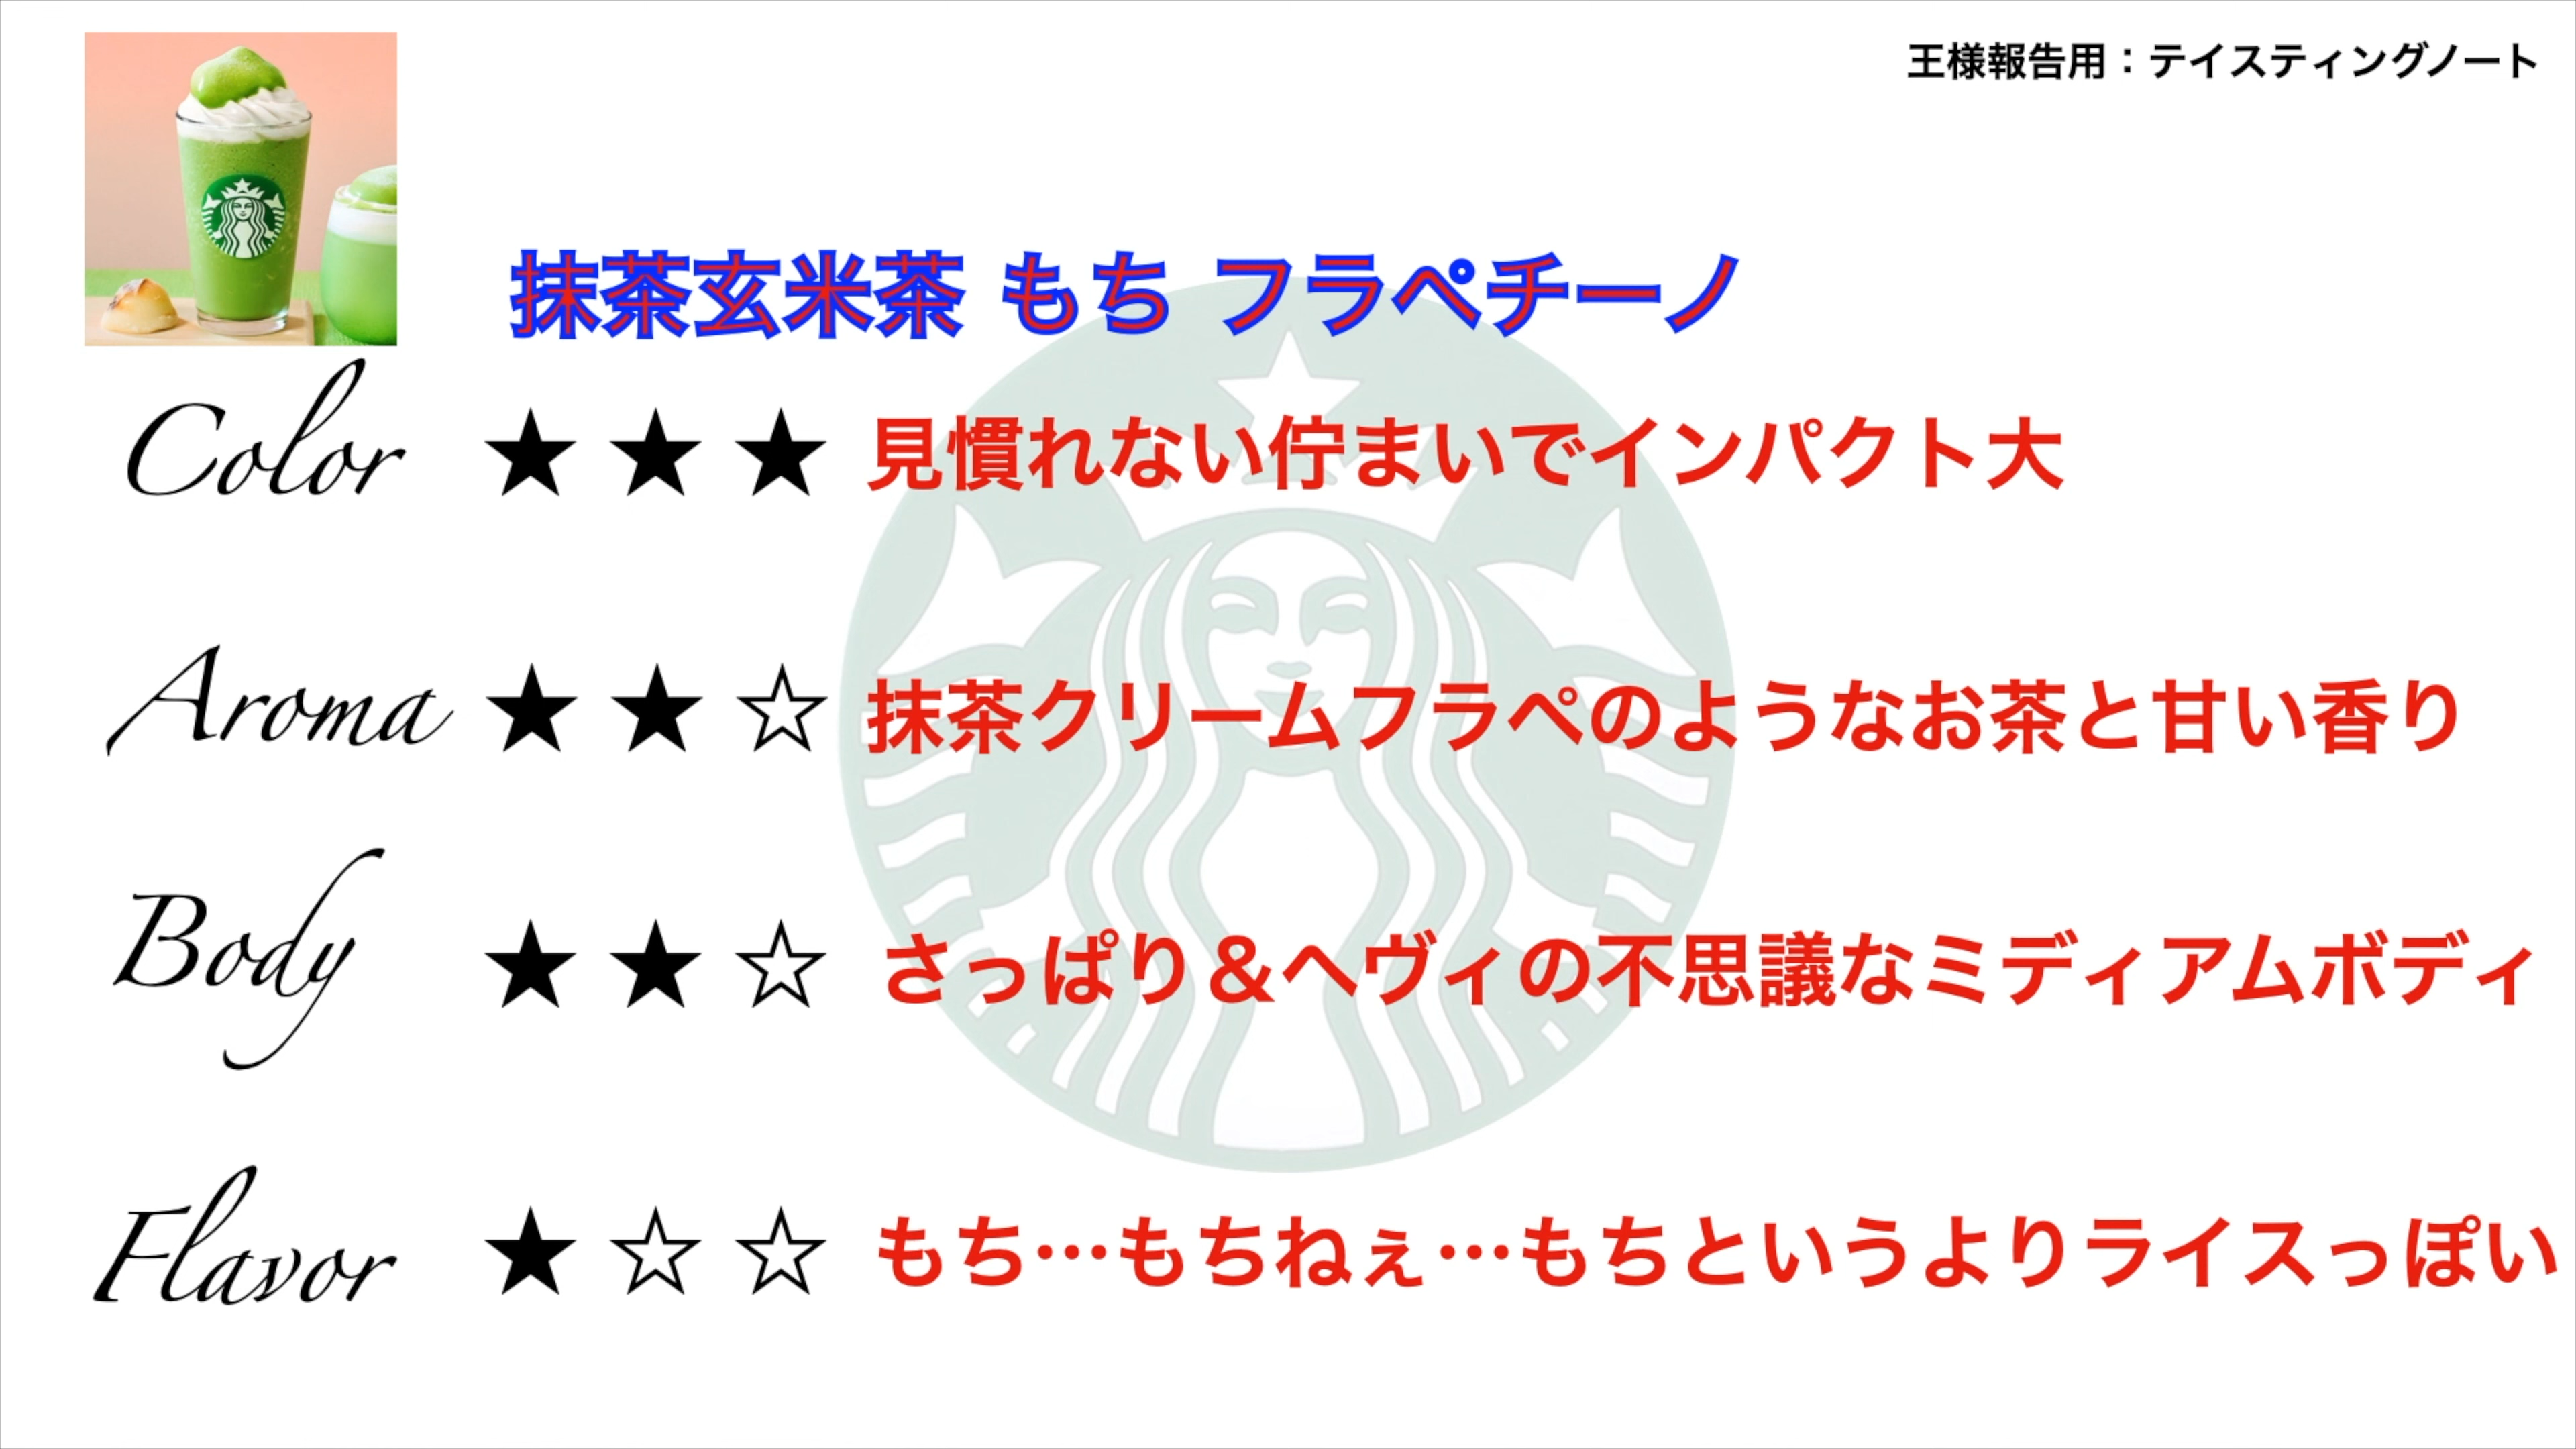 王様報告用：テイスティングノート
抹茶玄米茶 もち フラペチーノ
Color ★ ★ ★ 見慣れない佇まいでインパクト大
Aroma ★ ★ ☆ 抹茶クリームフラペのようなお茶と甘い香り
Body ★ ★ ☆ さっぱり＆ヘヴィの不思議なミディアムボディ
Flavor ★ ☆ ☆ もち…もちねぇ…もちというよりライスっぽい